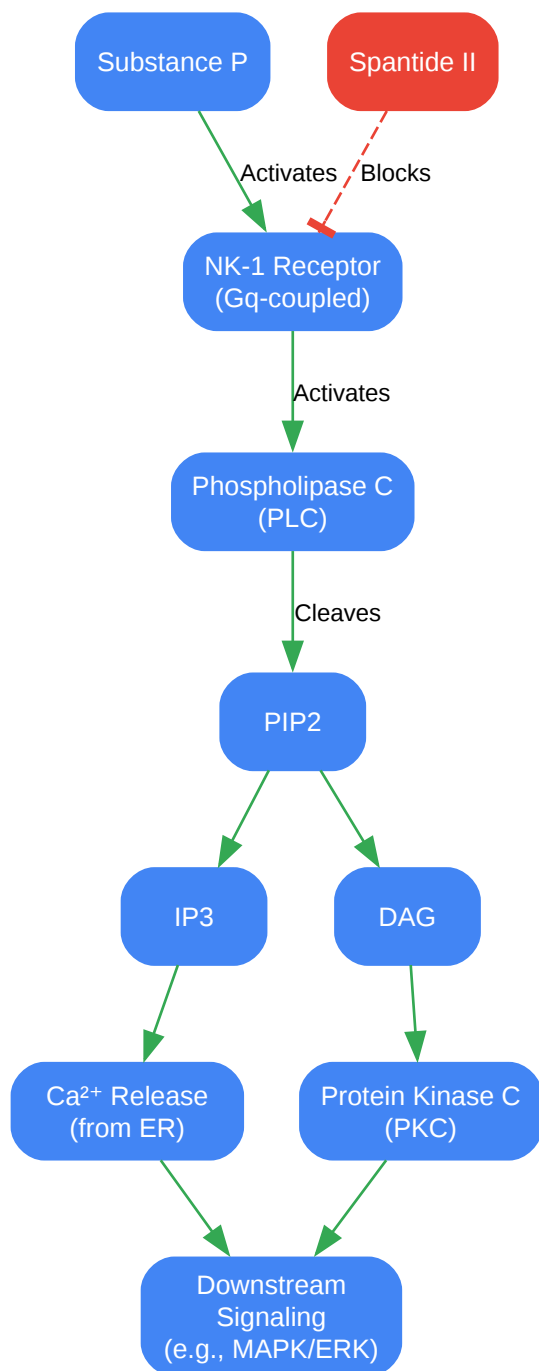 Substance P
Spantide II
Activates
Blocks
NK-1 Receptor
(Gq-coupled)
Activates
Phospholipase C
(PLC)
Cleaves
PIP2
IP3
DAG
Ca²⁺ Release
(from ER)
Protein Kinase C
(PKC)
Downstream
Signaling
(e.g., MAPK/ERK)